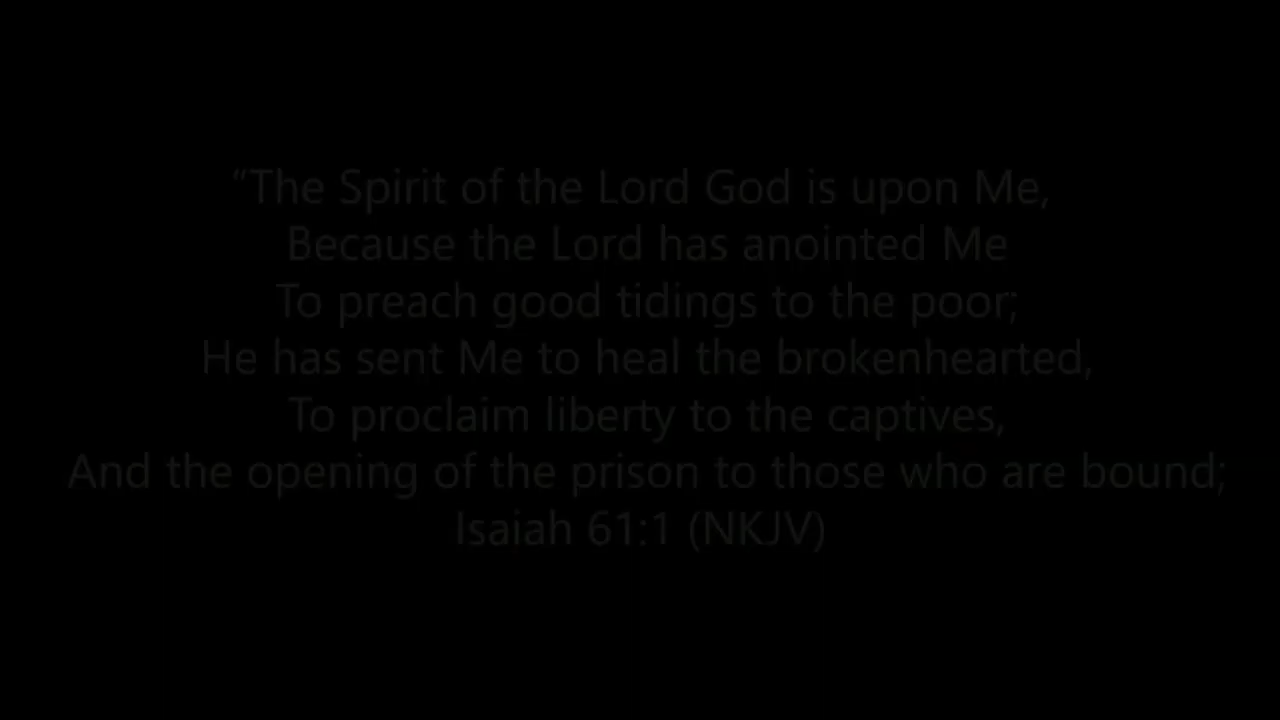 “The Spirit of the Lord God is upon Me,
Because the Lord has anointed Me
To preach good tidings to the poor;
He has sent Me to heal the brokenhearted,
To proclaim liberty to the captives,
And the opening of the prison to those who are bound;
Isaiah 61:1 (NKJV)